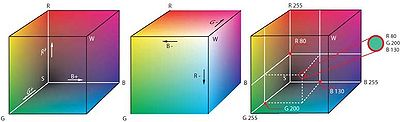 R
W
R
B+
S
G+
B
G
G -
W
B -
R -
R 255
W
R 80
G 200
B 130
R 80
S
B
B 255
B 130
G 200
G 255